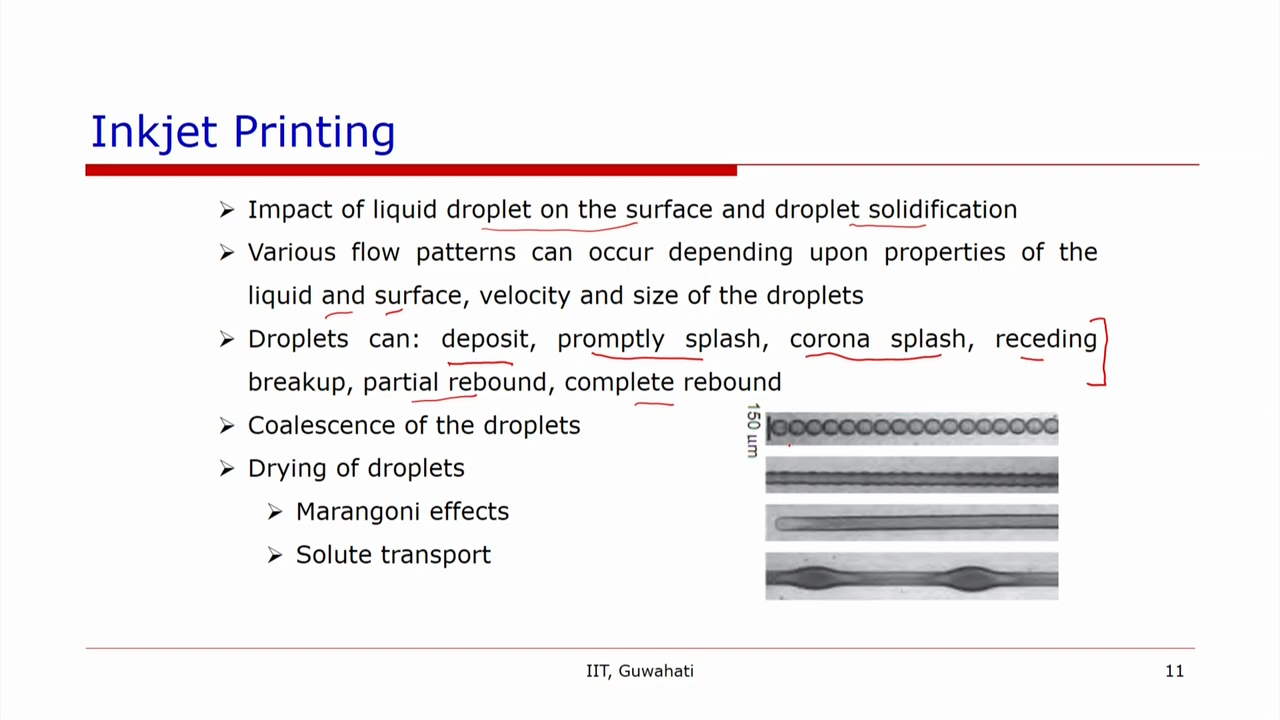 Inkjet Printing
➢ Impact of liquid droplet on the surface and droplet solidification
➢ Various flow patterns can occur depending upon properties of the
liquid and surface, velocity and size of the droplets
➢ Droplets can: deposit, promptly splash, corona splash, receding
breakup, partial rebound, complete rebound
➢ Coalescence of the droplets
➢ Drying of droplets
➢ Marangoni effects
➢ Solute transport
150 µm
IIT, Guwahati
11